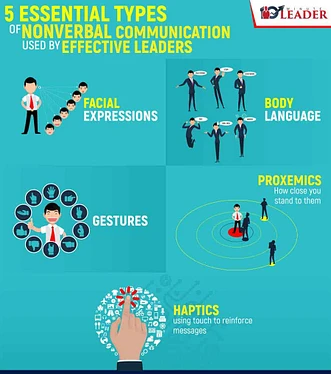 5 ESSENTIAL TYPES
OF NONVERBAL COMMUNICATION
USED BY EFFECTIVE LEADERS
LEADER
FACIAL
EXPRESSIONS
BODY
LANGUAGE
GESTURES
PROXEMICS
How close you
stand to them
HAPTICS
using touch to reinforce
messages